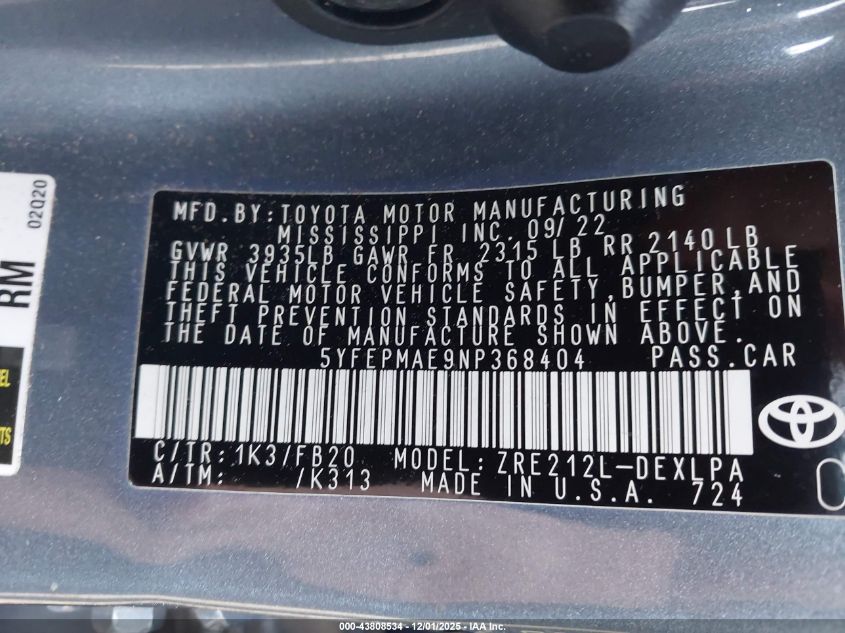 MFD. BY: TOYOTA MOTOR MANUFACTURING
MISSISSIPPI INC. 09/22
GVWR 3935LB GAWR FR 2315 LB RR 2140 LB
THIS VEHICLE CONFORMS TO ALL APPLICABLE
FEDERAL MOTOR VEHICLE SAFETY, BUMPER, AND
THEFT PREVENTION STANDARDS IN EFFECT ON
THE DATE OF MANUFACTURE SHOWN ABOVE.
5YFEPMAE9NP368404 PASS.CAR
C/TR: 1K3/FB20 MODEL: ZRE212L-DEXLPA
A/TM: /K313 MADE IN U.S.A. 724
02Q20
RM
000-43808534 - 12/01/2025 - IAA Inc.